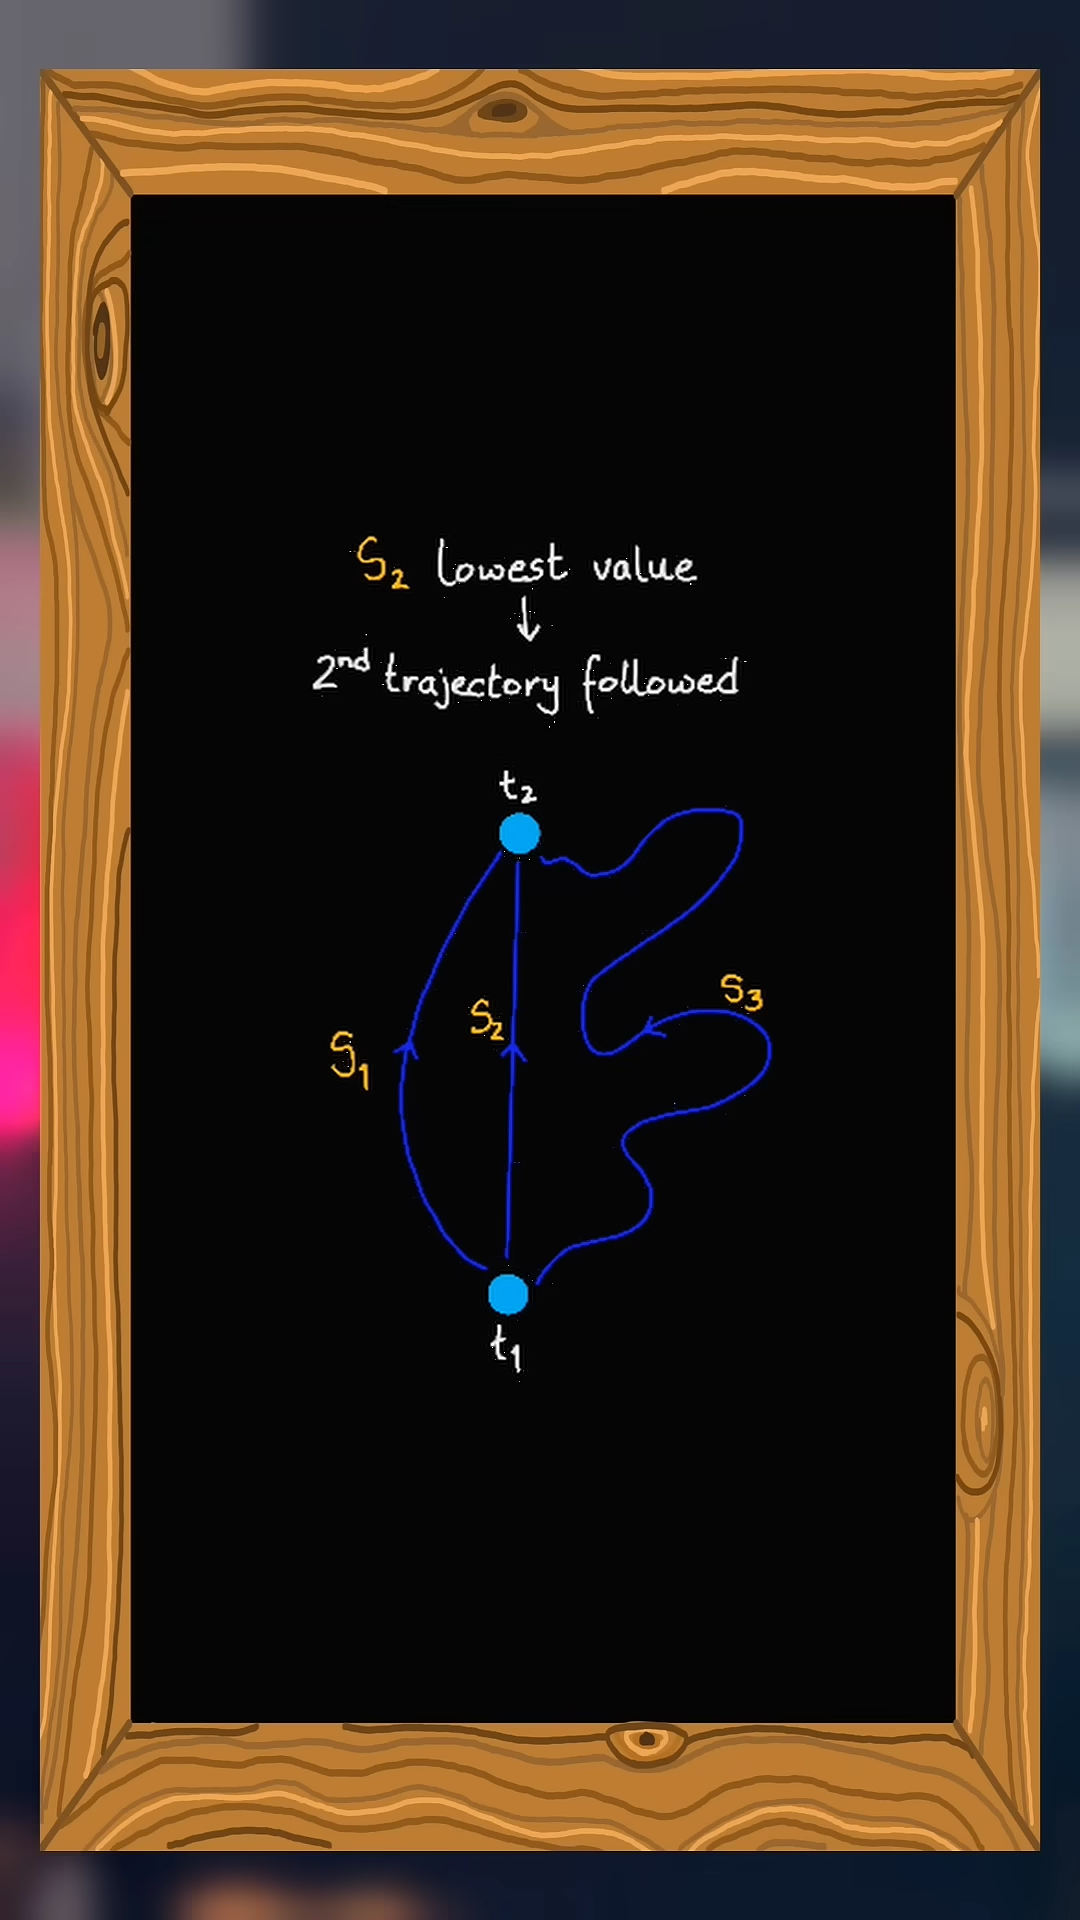 S₂ lowest value
↓
2ⁿᵈ trajectory followed
t₂
S₃
S₂
S₁
t₁